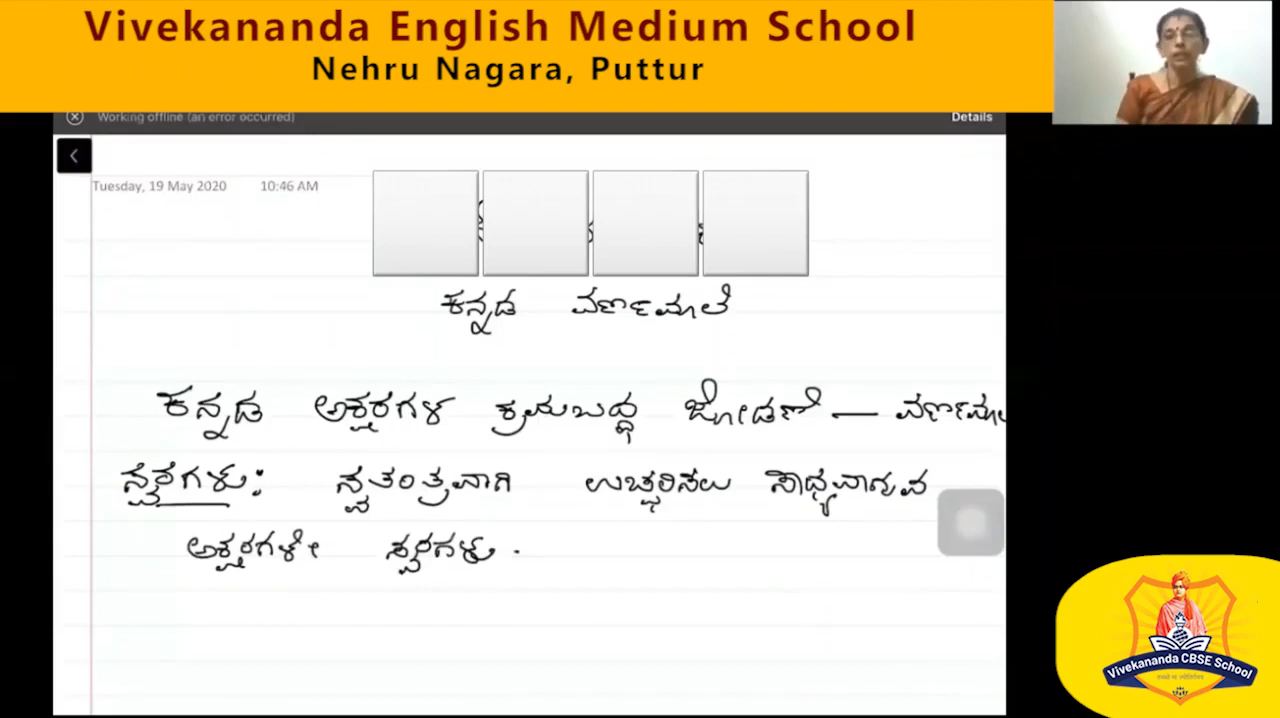 Vivekananda English Medium School
Nehru Nagara, Puttur
Working offline (an error occurred)
Details
Tuesday, 19 May 2020 10:46 AM
ಕನ್ನಡ ವರ್ಣಮಾಲೆ
ಕನ್ನಡ ಅಕ್ಷರಗಳ ಕ್ರಮಬದ್ಧ ಜೋಡಣೆ — ವರ್ಣಮಾಲ
ಸ್ವರಗಳು: ಸ್ವತಂತ್ರವಾಗಿ ಉಚ್ಚರಿಸಲು ಸಾಧ್ಯವಾಗುವ
ಅಕ್ಷರಗಳೇ ಸ್ವರಗಳು.
Vivekananda CBSE School